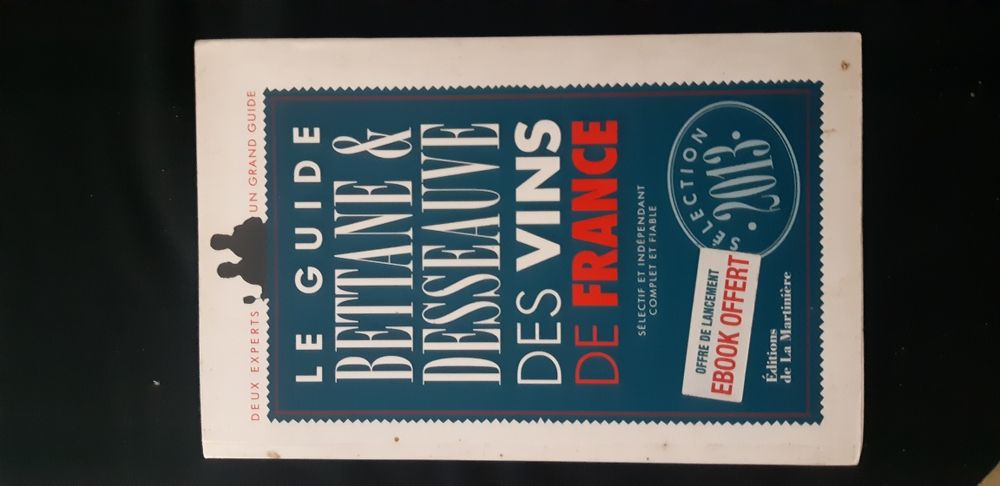 DEUX EXPERTS UN GRAND GUIDE
LE GUIDE
BETTANE &
DESSEAUVE
DES VINS
DE FRANCE
SÉLECTIF ET INDÉPENDANT
COMPLET ET FIABLE
SÉLECTION
• 2013 •
OFFRE DE LANCEMENT
EBOOK OFFERT
Éditions
de La Martinière